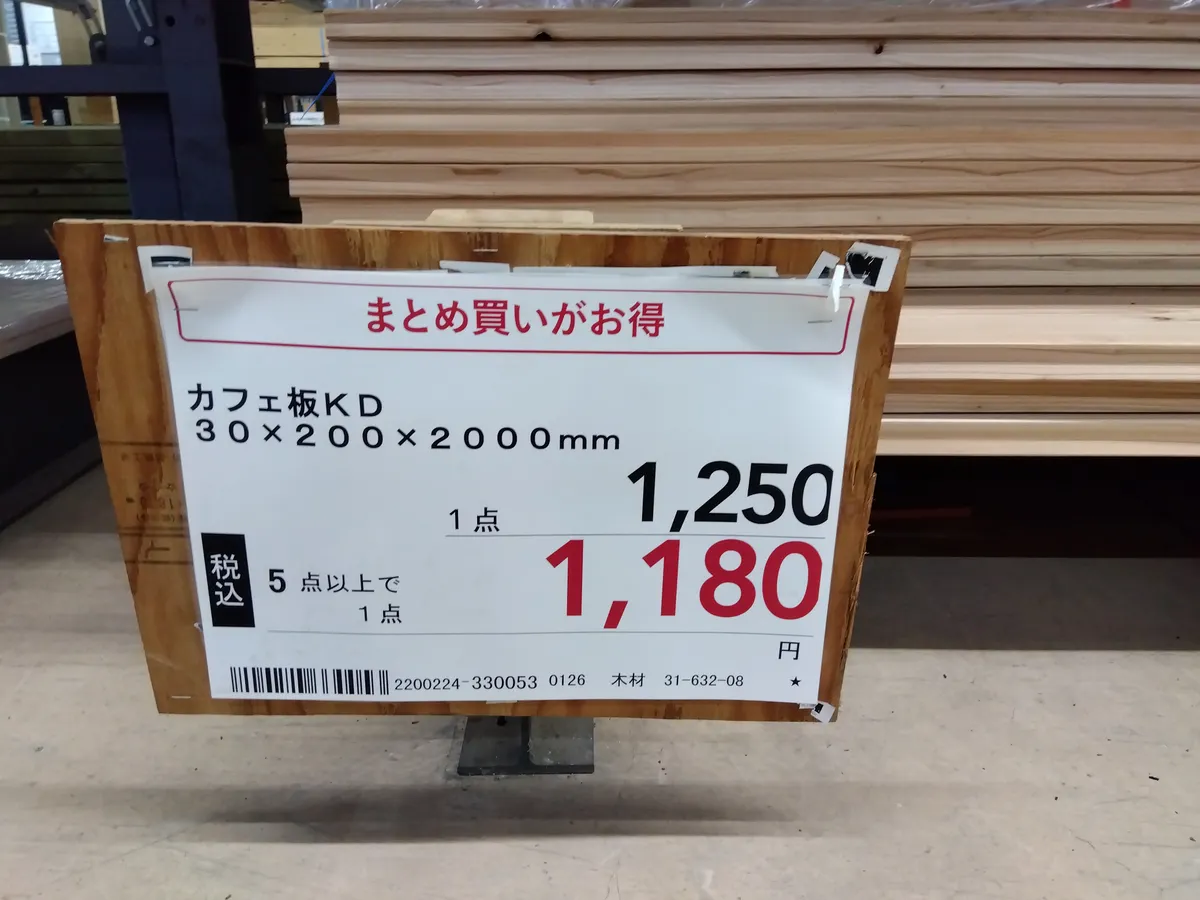 まとめ買いがお得
カフェ板KD
30×200×2000mm
1点 1,250
税込
5点以上で
1点 1,180
円
2200224-330053 0126 木材 31-632-08 ★